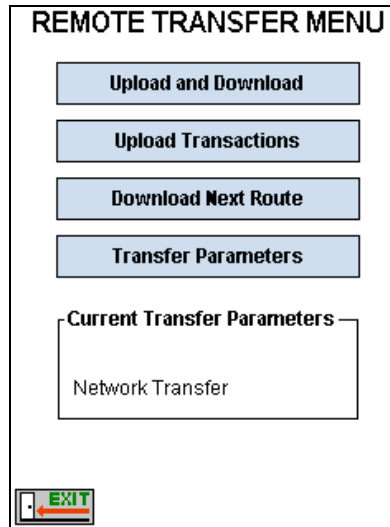 REMOTE TRANSFER MENU
Upload and Download
Upload Transactions
Download Next Route
Transfer Parameters
Current Transfer Parameters
Network Transfer
EXIT